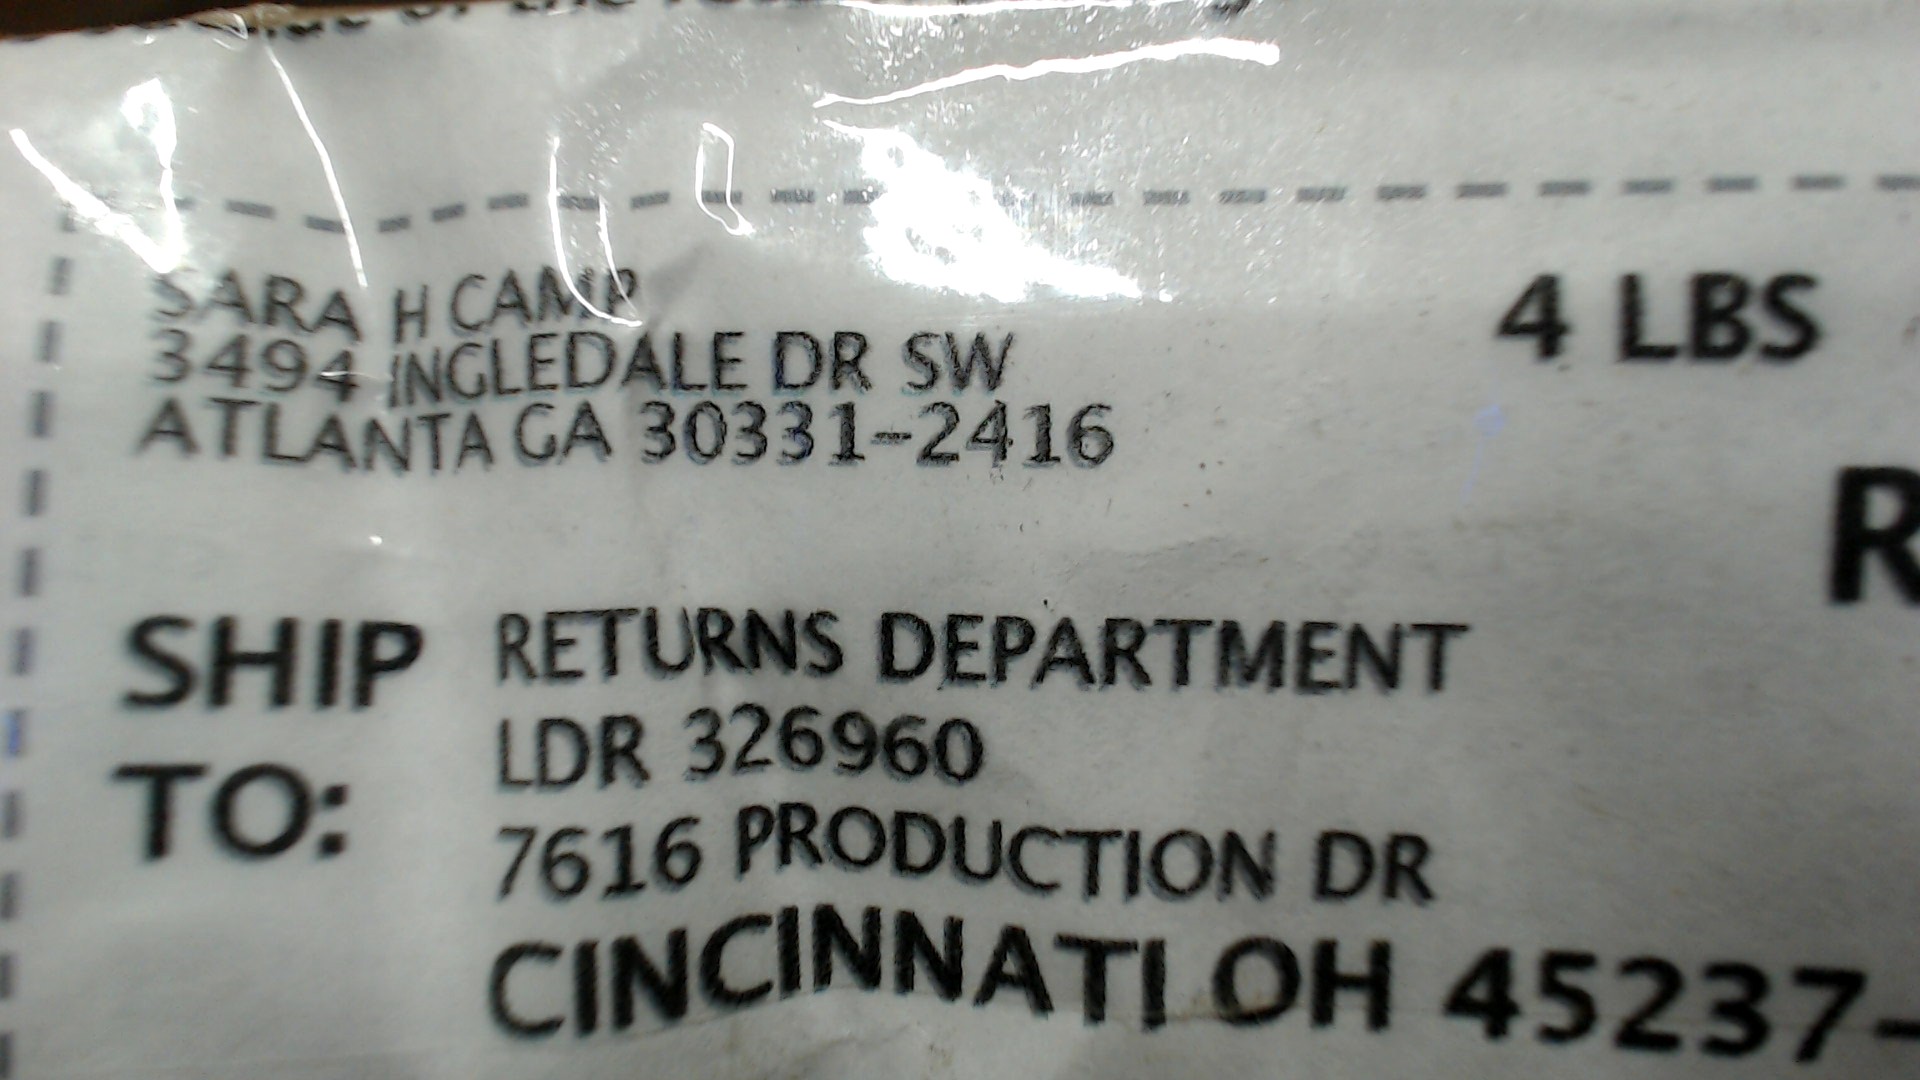 SARA H CAMP
3494 INGLEDALE DR SW
ATLANTA GA 30331-2416
4 LBS
R
SHIP TO:
RETURNS DEPARTMENT
LDR 326960
7616 PRODUCTION DR
CINCINNATI OH 45237-